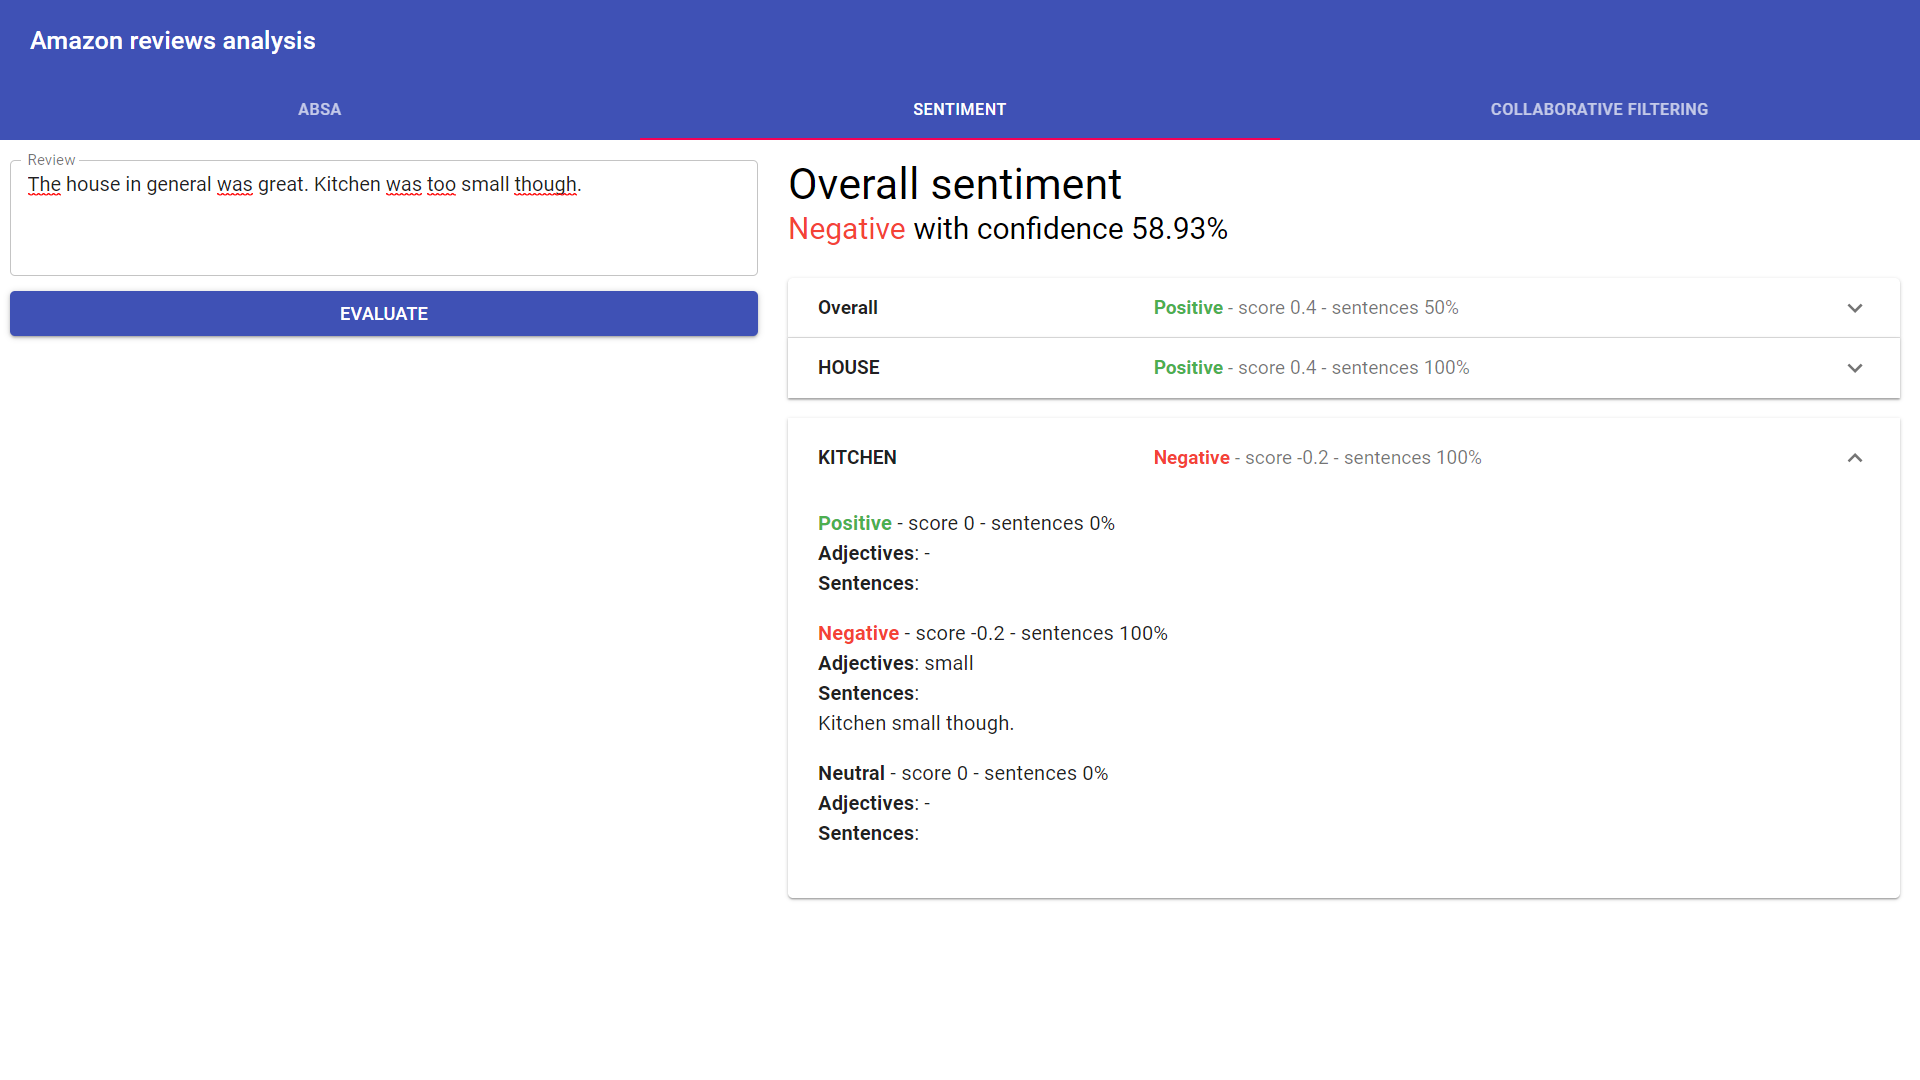 Amazon reviews analysis
ABSA
SENTIMENT
COLLABORATIVE FILTERING
Review
The house in general was great. Kitchen was too small though.
EVALUATE
Overall sentiment
Negative with confidence 58.93%
Overall Positive - score 0.4 - sentences 50%
HOUSE Positive - score 0.4 - sentences 100%
KITCHEN Negative - score -0.2 - sentences 100%
Positive - score 0 - sentences 0%
Adjectives: -
Sentences:
Negative - score -0.2 - sentences 100%
Adjectives: small
Sentences:
Kitchen small though.
Neutral - score 0 - sentences 0%
Adjectives: -
Sentences: